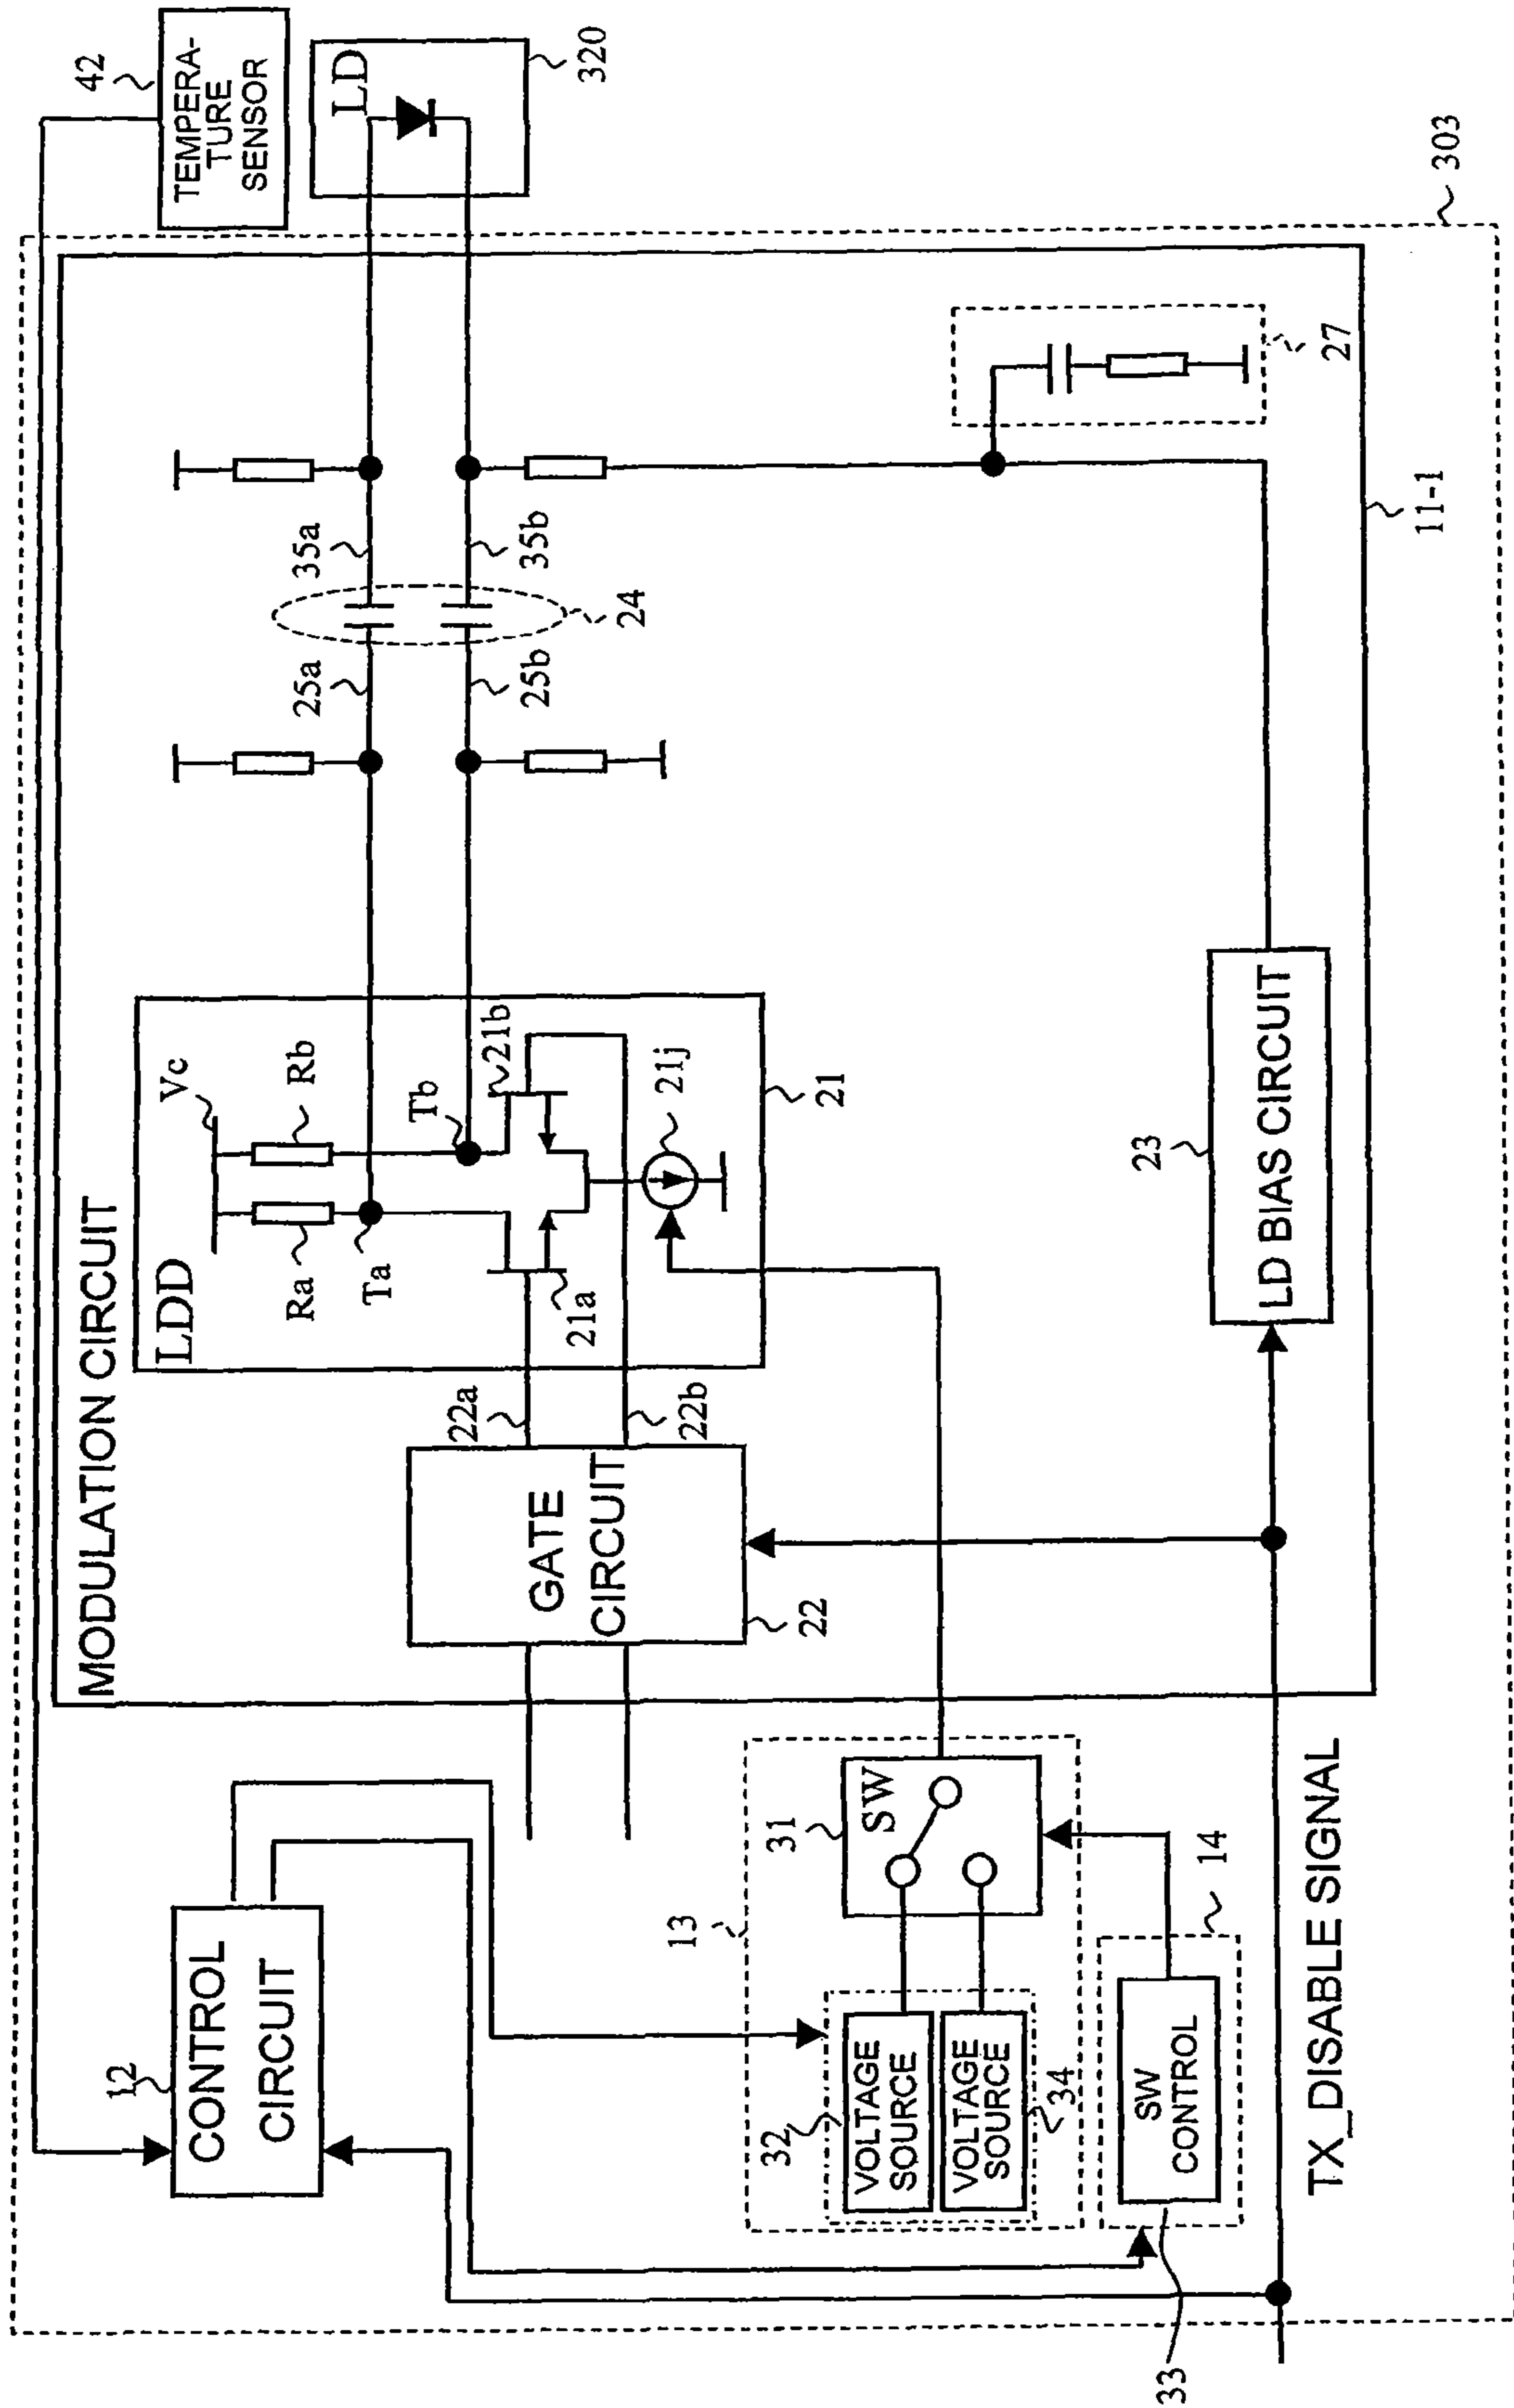 42
TEMPERA-
TURE
SENSOR
LD
320
303
MODULATION CIRCUIT
LDD
Vc
Ra
Rb
Ta
Tb
21a
21b
21j
21
25a
25b
24
35a
35b
27
11-1
22a
22b
GATE
CIRCUIT
22
23
LD BIAS CIRCUIT
12
CONTROL
CIRCUIT
13
31
SW
32
VOLTAGE
SOURCE
VOLTAGE
SOURCE
34
14
SW
CONTROL
33
TX_DISABLE SIGNAL